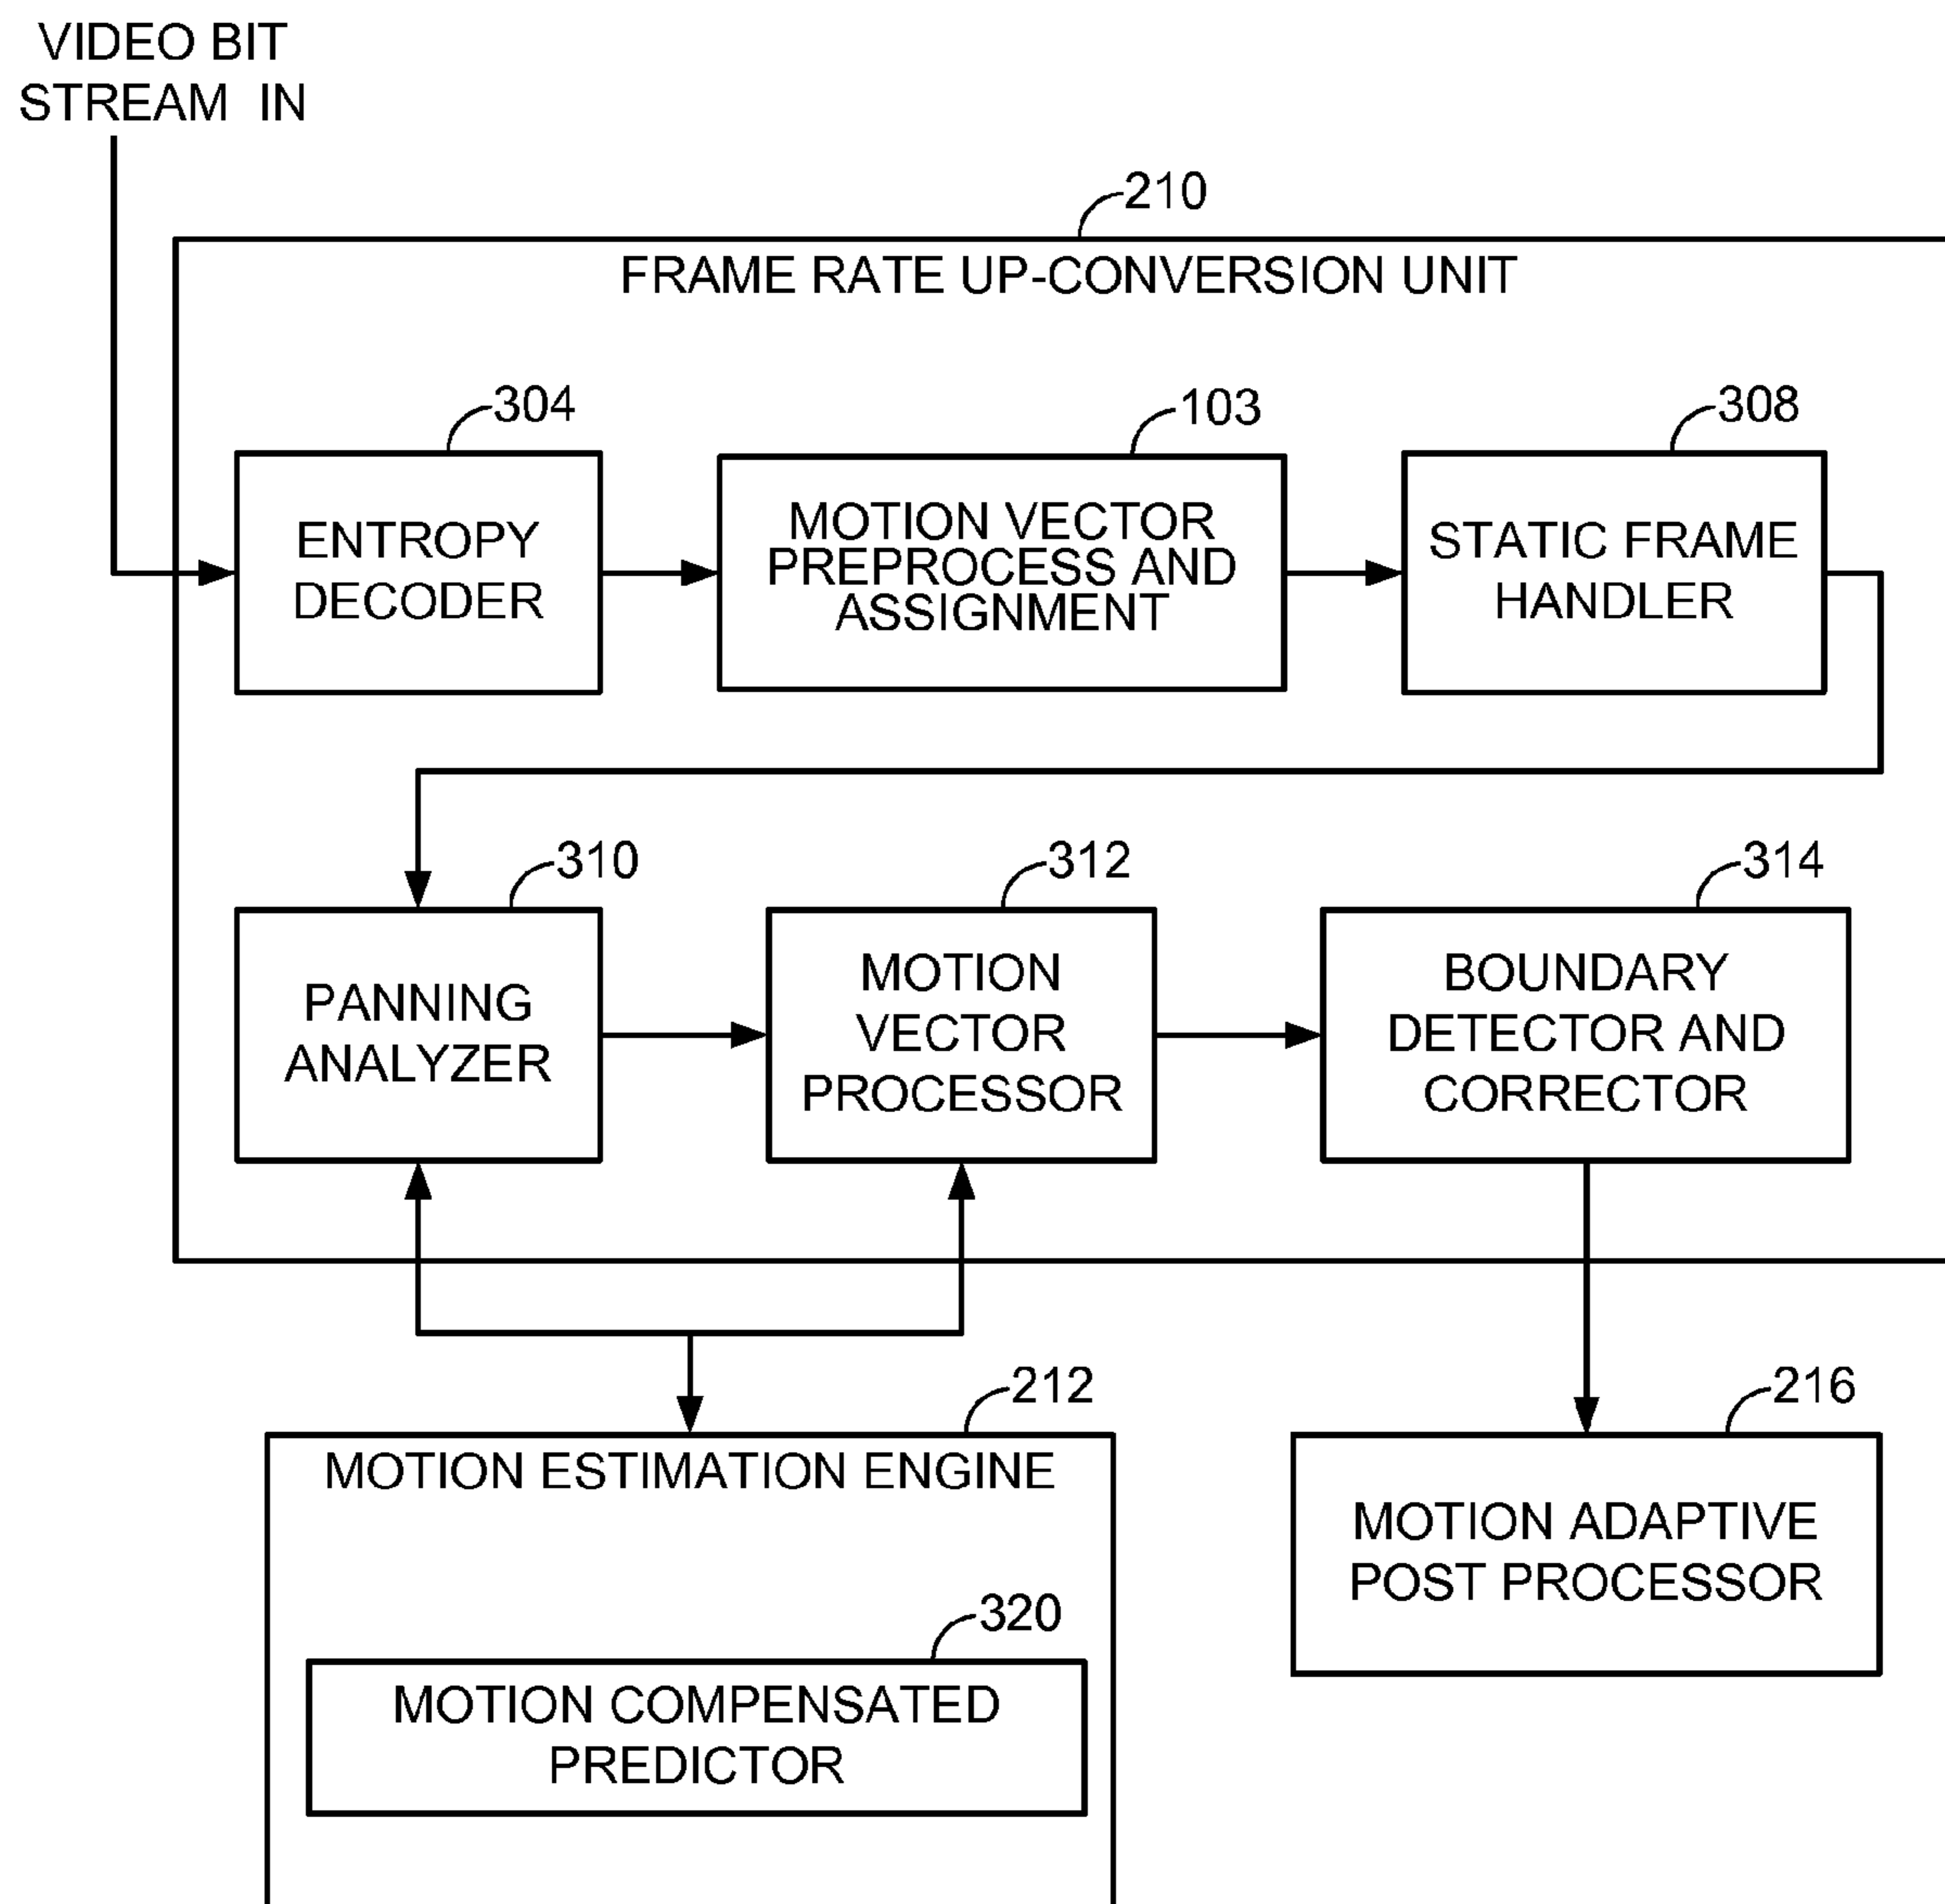 VIDEO BIT
STREAM IN
210
FRAME RATE UP-CONVERSION UNIT
304
103
308
ENTROPY
DECODER
MOTION VECTOR
PREPROCESS AND
ASSIGNMENT
STATIC FRAME
HANDLER
310
312
314
PANNING
ANALYZER
MOTION
VECTOR
PROCESSOR
BOUNDARY
DETECTOR AND
CORRECTOR
212
216
MOTION ESTIMATION ENGINE
MOTION ADAPTIVE
POST PROCESSOR
320
MOTION COMPENSATED
PREDICTOR